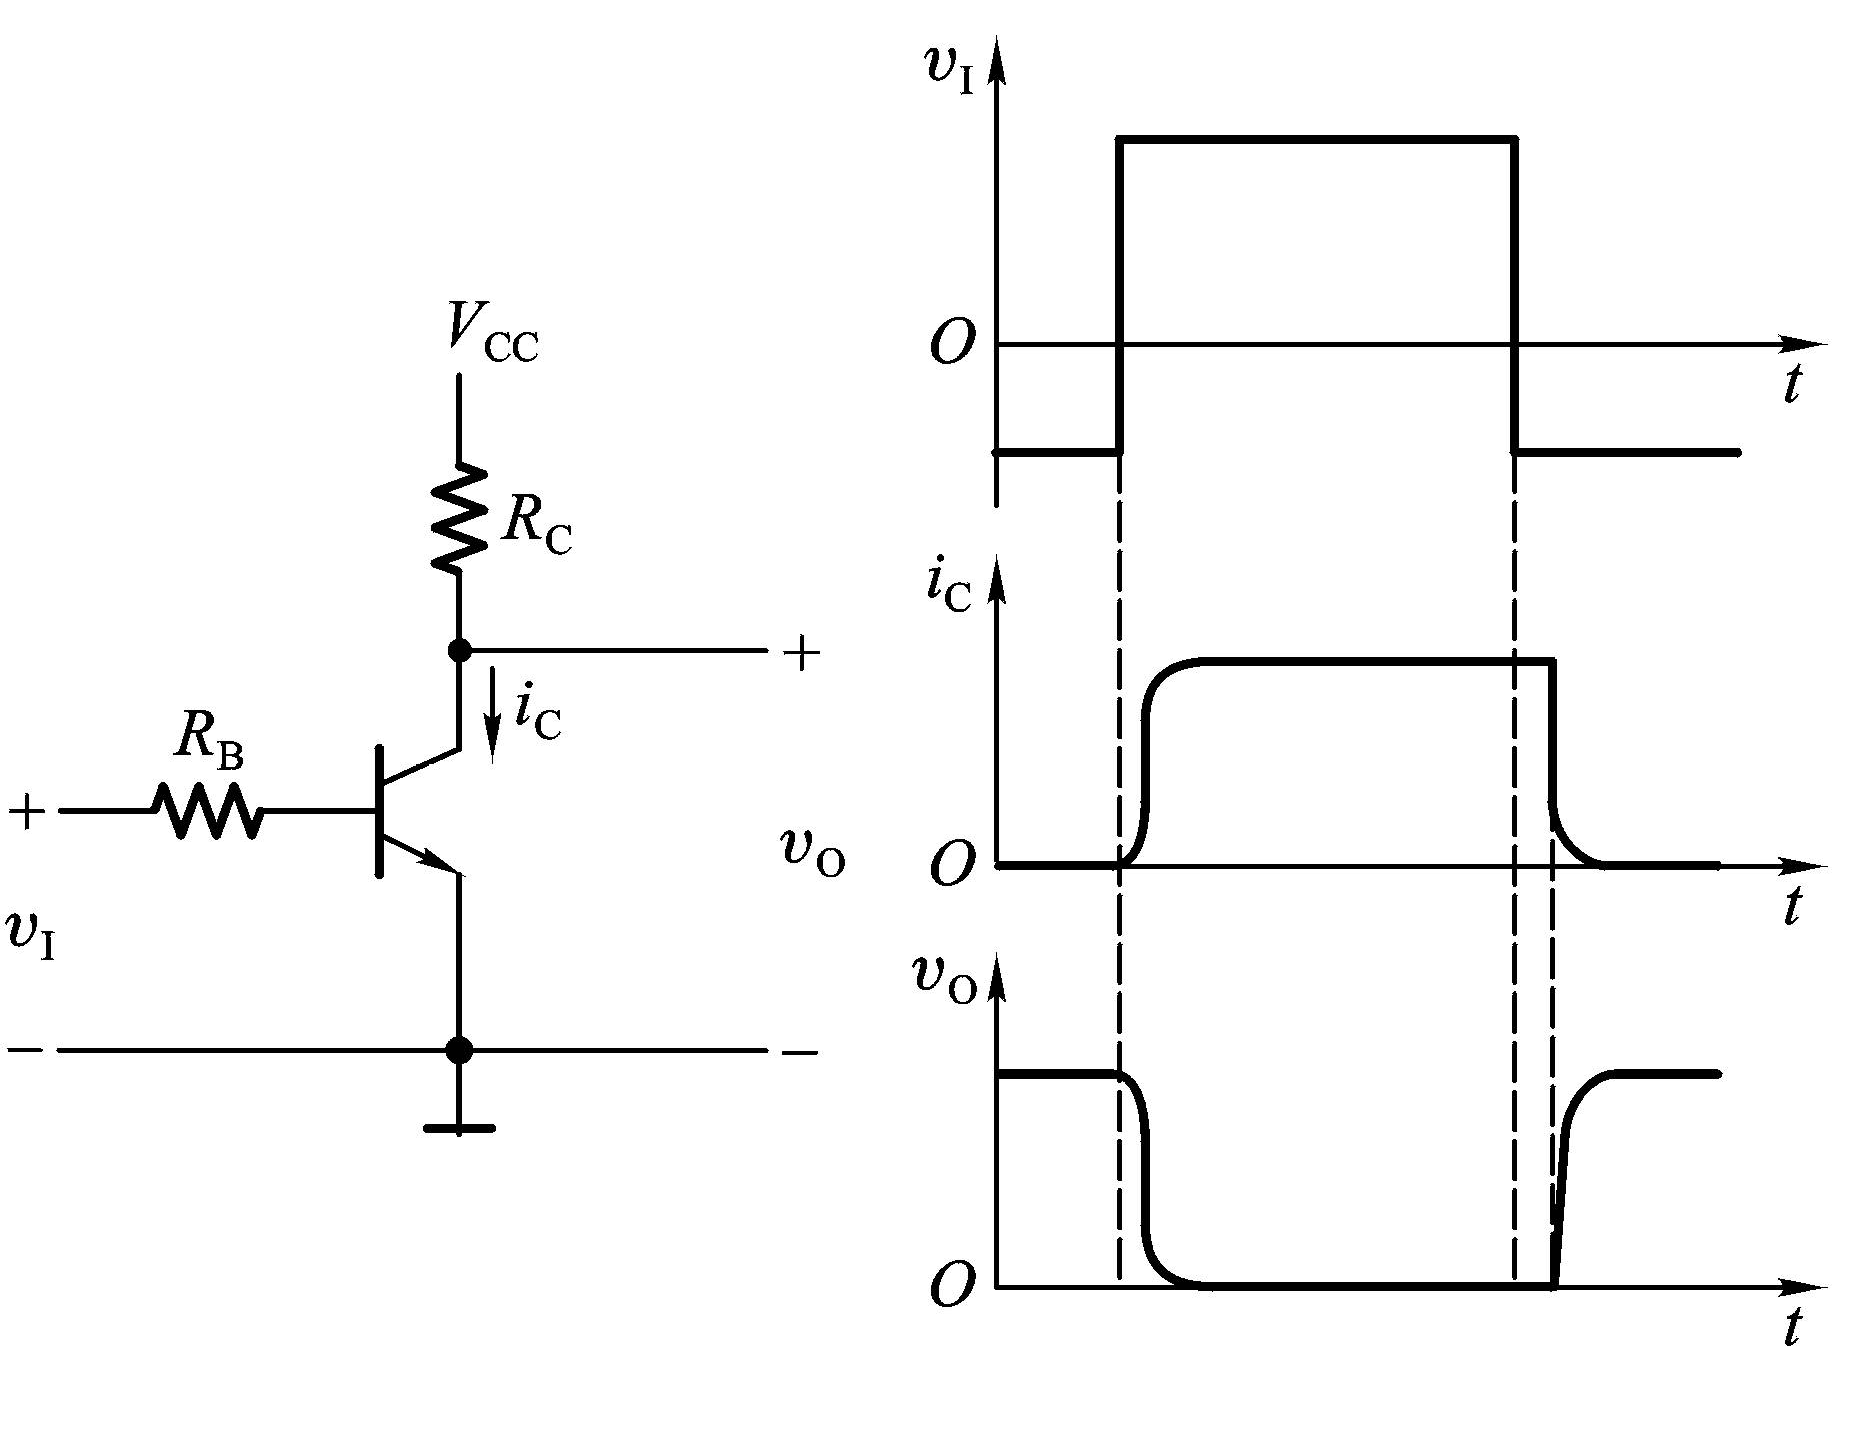 V_CC
R_C
+
i_C
R_B
+
v_O
v_I
−
−
v_I
O
t
i_C
O
t
v_O
O
t